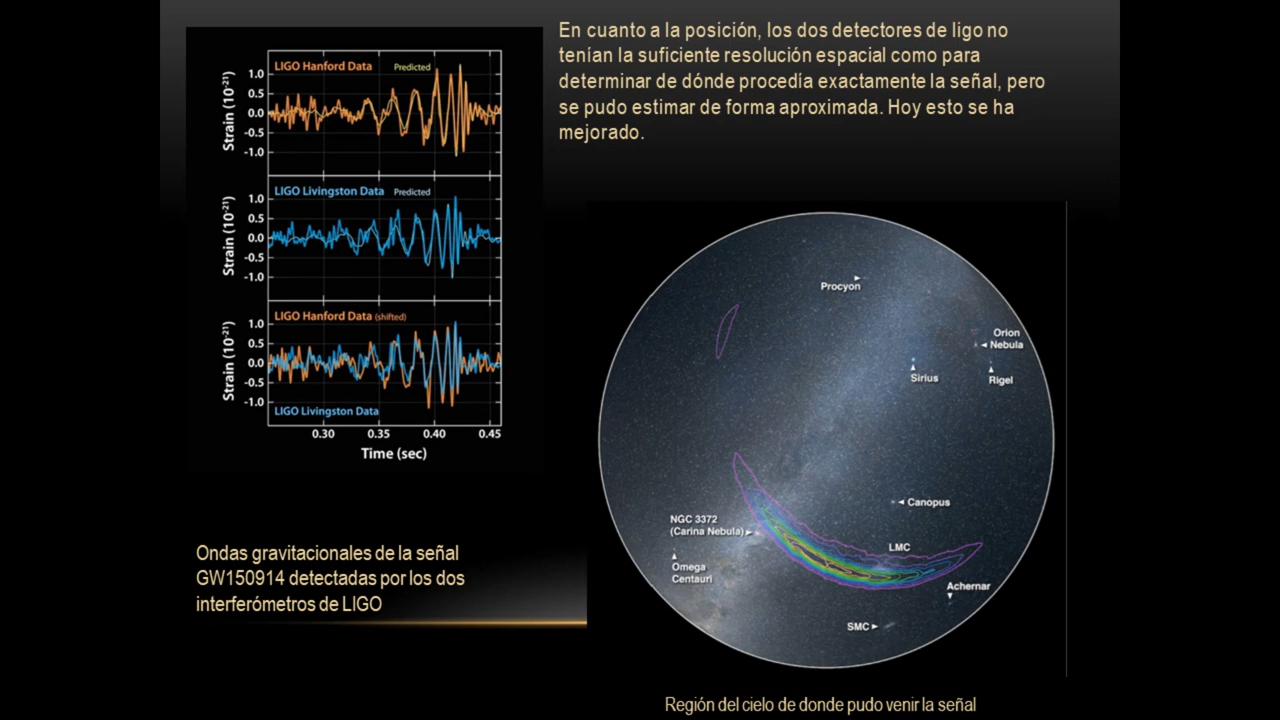 En cuanto a la posición, los dos detectores de ligo no
tenían la suficiente resolución espacial como para
determinar de dónde procedía exactamente la señal, pero
se pudo estimar de forma aproximada. Hoy esto se ha
mejorado.
LIGO Hanford Data Predicted
1.0
0.5
0.0
-0.5
-1.0
Strain (10⁻²¹)
LIGO Livingston Data Predicted
1.0
0.5
0.0
-0.5
-1.0
Strain (10⁻²¹)
LIGO Hanford Data (shifted)
1.0
0.5
0.0
-0.5
-1.0
Strain (10⁻²¹)
LIGO Livingston Data
0.30 0.35 0.40 0.45
Time (sec)
Ondas gravitacionales de la señal
GW150914 detectadas por los dos
interferómetros de LIGO
Procyon
Orion
Nebula
Sirius
Rigel
Canopus
NGC 3372
(Carina Nebula)
LMC
Omega
Centauri
Achernar
SMC
Región del cielo de donde pudo venir la señal